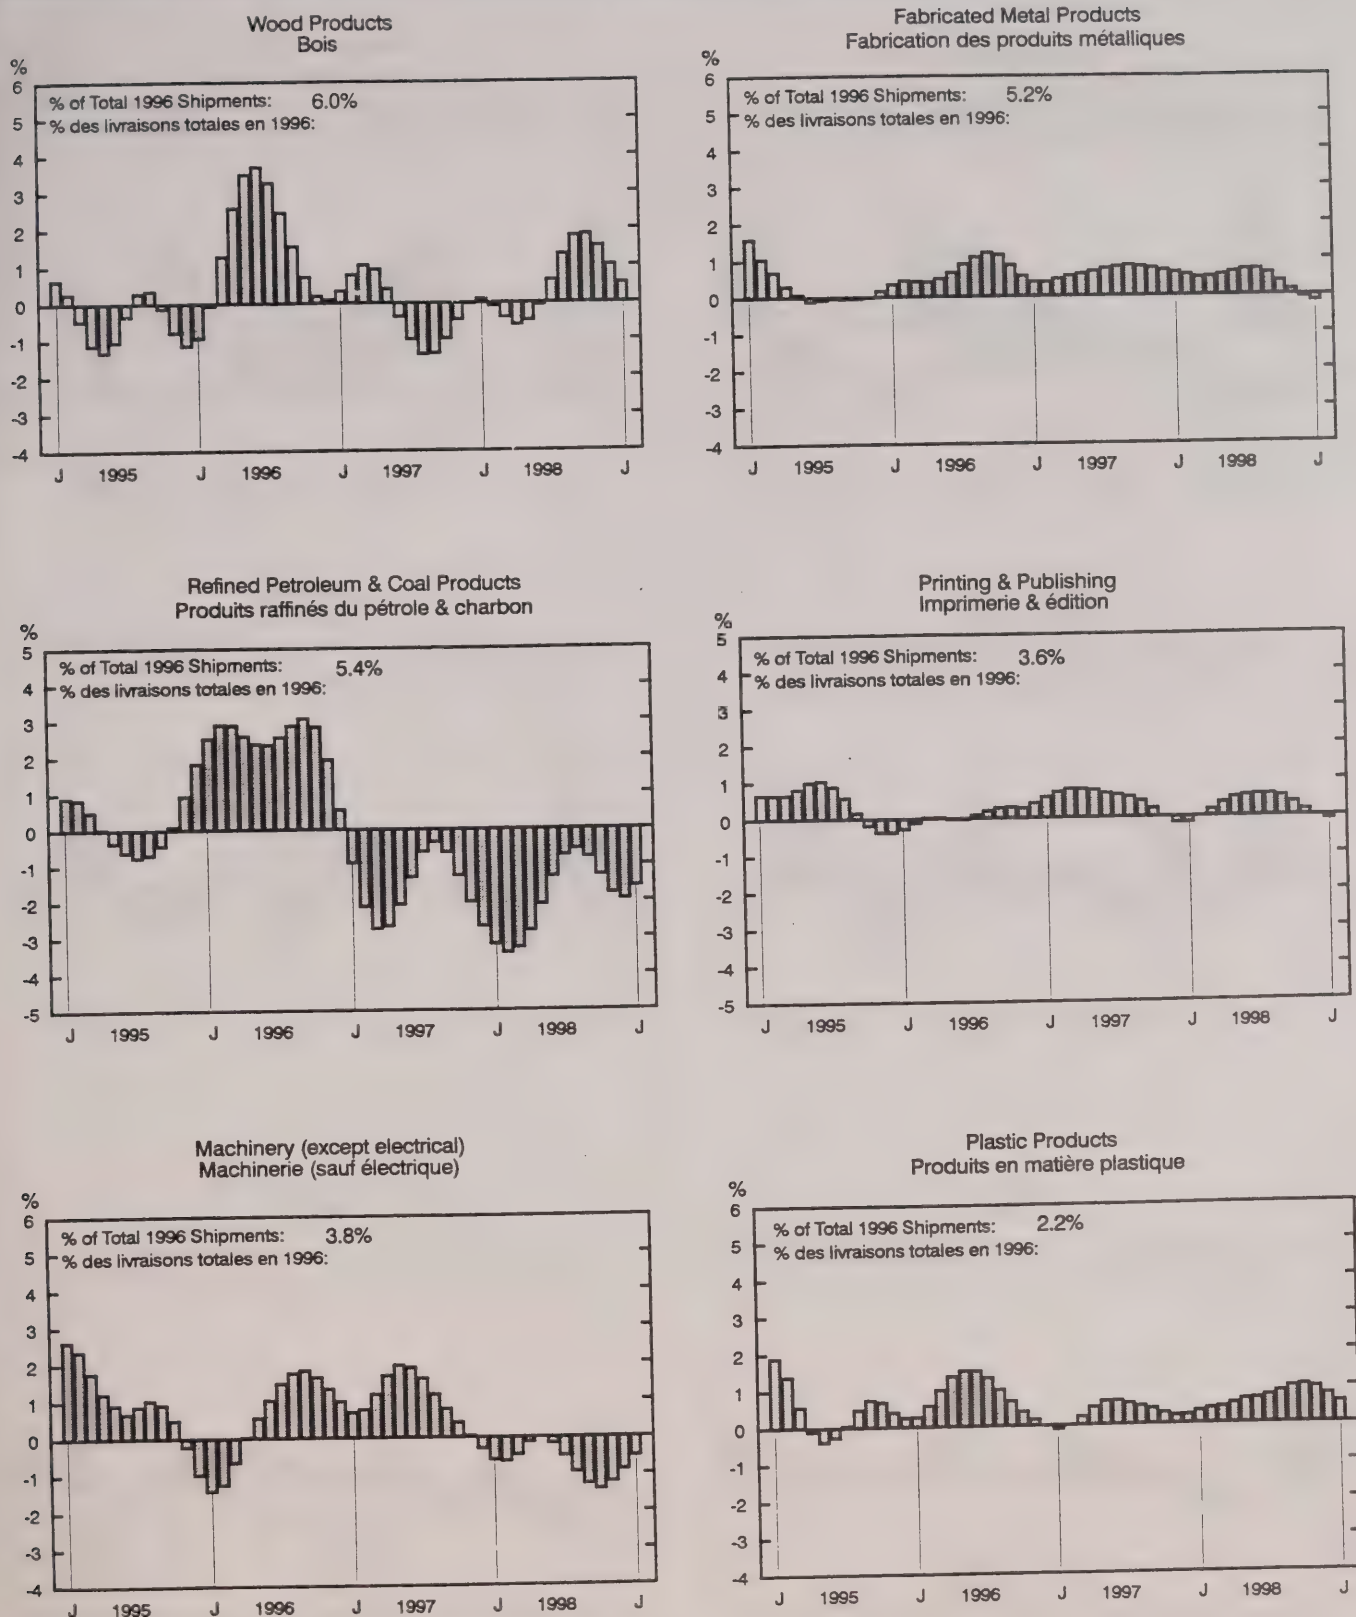 Wood Products
Bois
%
6
5
4
3
2
1
0
-1
-2
-3
-4
% of Total 1996 Shipments: 6.0%
% des livraisons totales en 1996:
J 1995 J 1996 J 1997 J 1998 J
Fabricated Metal Products
Fabrication des produits métalliques
%
6
5
4
3
2
1
0
-1
-2
-3
-4
% of Total 1996 Shipments: 5.2%
% des livraisons totales en 1996:
J 1995 J 1996 J 1997 J 1998 J
Refined Petroleum & Coal Products
Produits raffinés du pétrole & charbon
%
5
4
3
2
1
0
-1
-2
-3
-4
-5
% of Total 1996 Shipments: 5.4%
% des livraisons totales en 1996:
J 1995 J 1996 J 1997 J 1998 J
Printing & Publishing
Imprimerie & édition
%
5
4
3
2
1
0
-1
-2
-3
-4
-5
% of Total 1996 Shipments: 3.6%
% des livraisons totales en 1996:
J 1995 J 1996 J 1997 J 1998 J
Machinery (except electrical)
Machinerie (sauf électrique)
%
6
5
4
3
2
1
0
-1
-2
-3
-4
% of Total 1996 Shipments: 3.8%
% des livraisons totales en 1996:
J 1995 J 1996 J 1997 J 1998 J
Plastic Products
Produits en matière plastique
%
6
5
4
3
2
1
0
-1
-2
-3
-4
% of Total 1996 Shipments: 2.2%
% des livraisons totales en 1996:
J 1995 J 1996 J 1997 J 1998 J